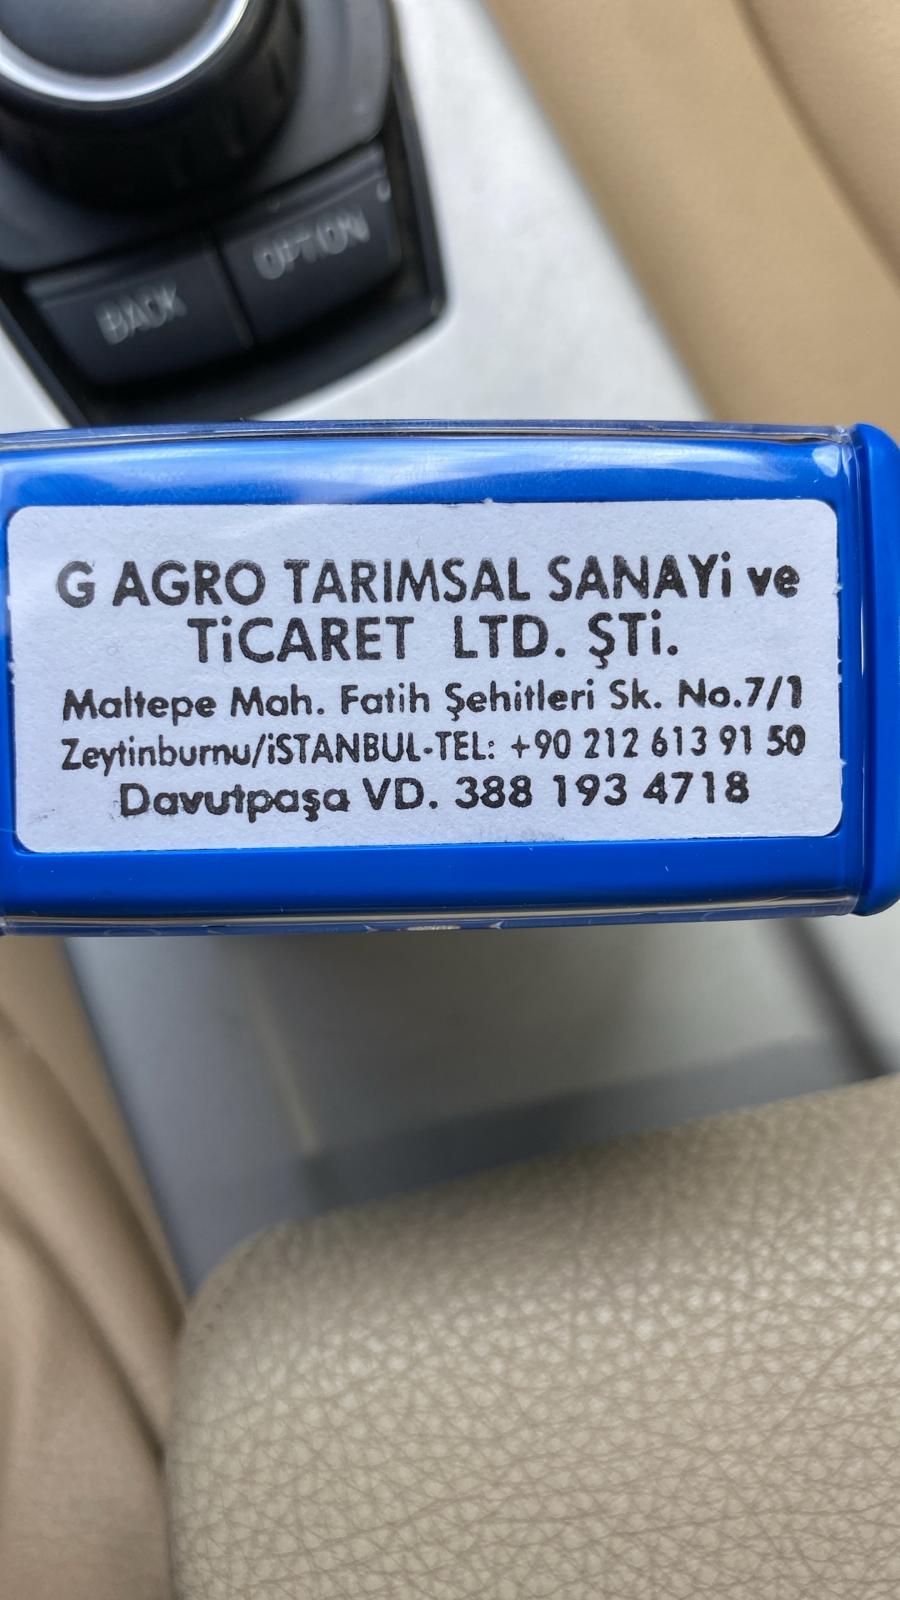 BACK
OPTION
G AGRO TARIMSAL SANAYi ve
TiCARET LTD. ŞTi.
Maltepe Mah. Fatih Şehitleri Sk. No.7/1
Zeytinburnu/iSTANBUL-TEL: +90 212 613 91 50
Davutpaşa VD. 388 193 4718